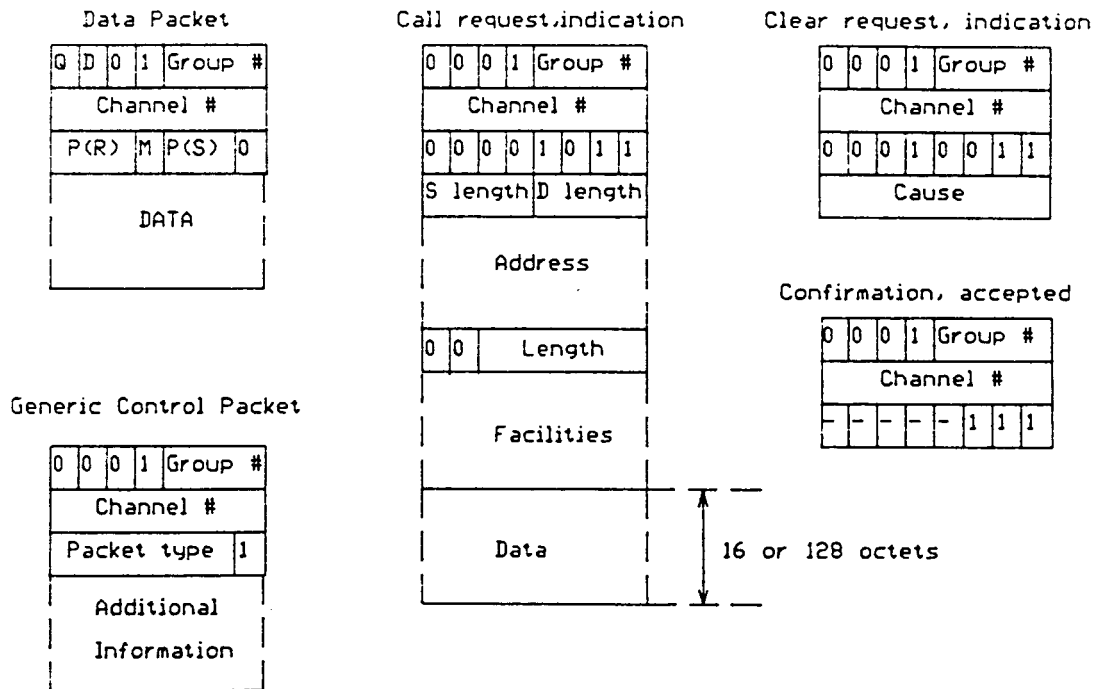 Data Packet
Q D 0 1 Group #
Channel #
P(R) M P(S) 0
DATA
Generic Control Packet
0 0 0 1 Group #
Channel #
Packet type 1
Additional
Information
Call request,indication
0 0 0 1 Group #
Channel #
0 0 0 0 1 0 1 1
S length D length
Address
0 0 Length
Facilities
Data
16 or 128 octets
Clear request, indication
0 0 0 1 Group #
Channel #
0 0 0 1 0 0 1 1
Cause
Confirmation, accepted
0 0 0 1 Group #
Channel #
- - - - - 1 1 1